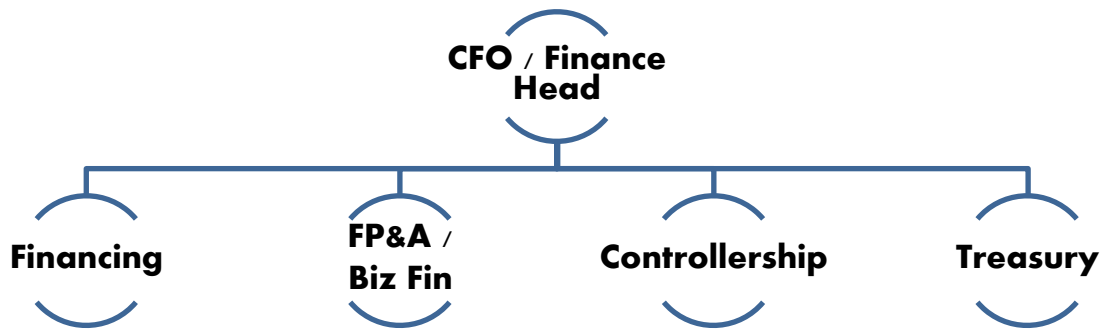 CFO / Finance
Head
Financing
FP&A /
Biz Fin
Controllership
Treasury